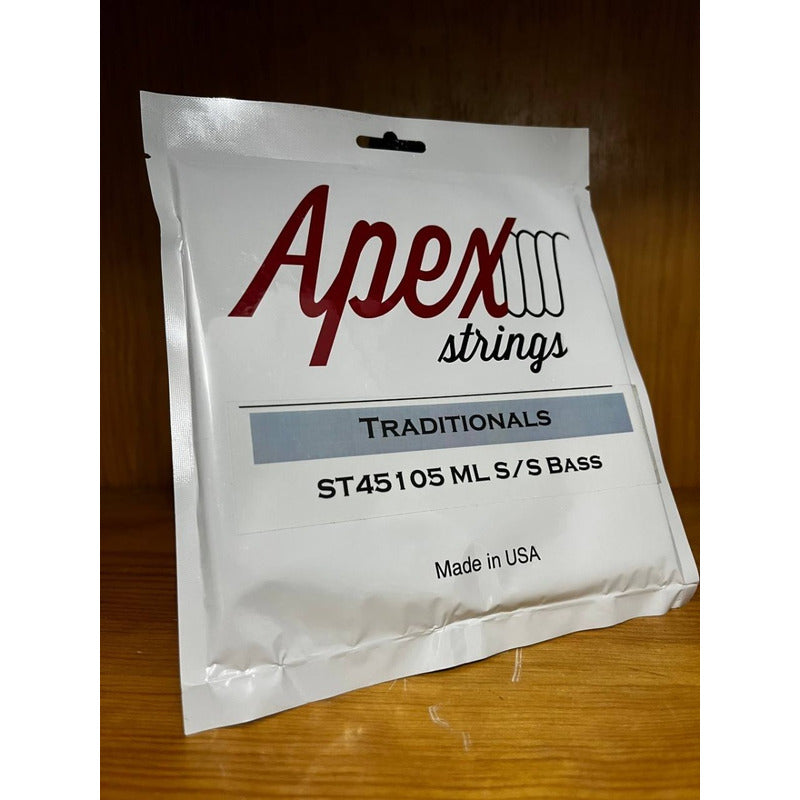 Apex
strings
Traditionals
ST45105 ML S/S Bass
Made in USA